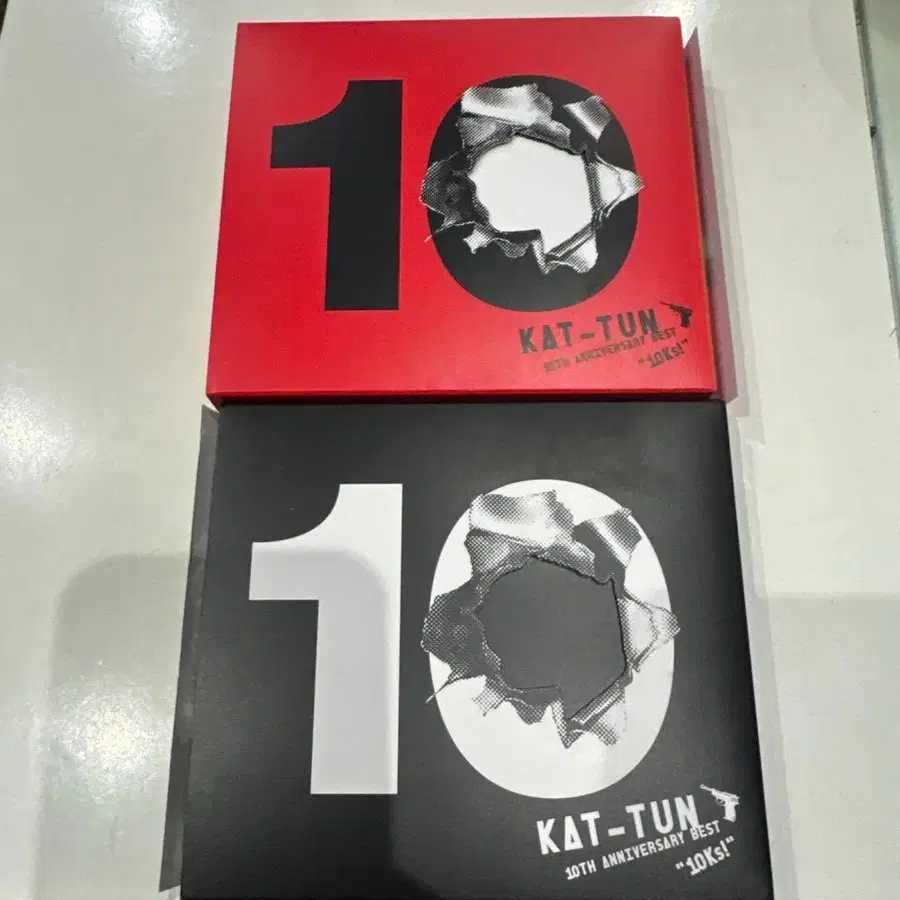 10
KAT-TUN
10TH ANNIVERSARY BEST
"10Ks!"
10
KAT-TUN
10TH ANNIVERSARY BEST
"10Ks!"